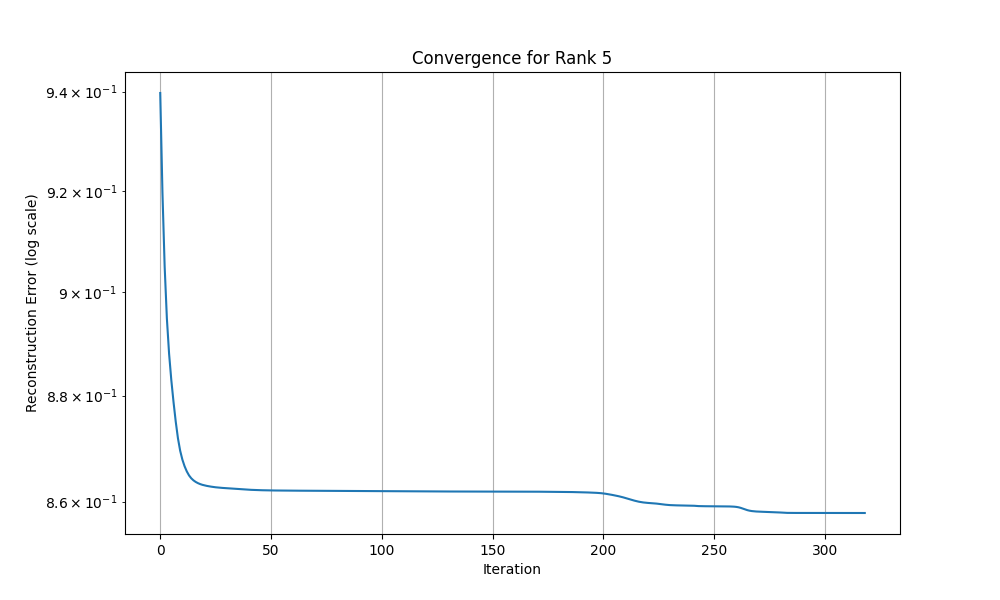 Convergence for Rank 5
Reconstruction Error (log scale)
9.4 × 10⁻¹
9.2 × 10⁻¹
9 × 10⁻¹
8.8 × 10⁻¹
8.6 × 10⁻¹
0 50 100 150 200 250 300
Iteration